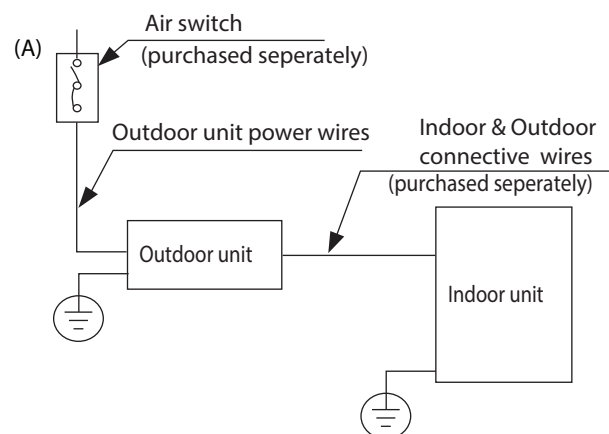 (A)
Air switch
(purchased seperately)
Outdoor unit power wires
Indoor & Outdoor
connective wires
(purchased seperately)
Outdoor unit
Indoor unit